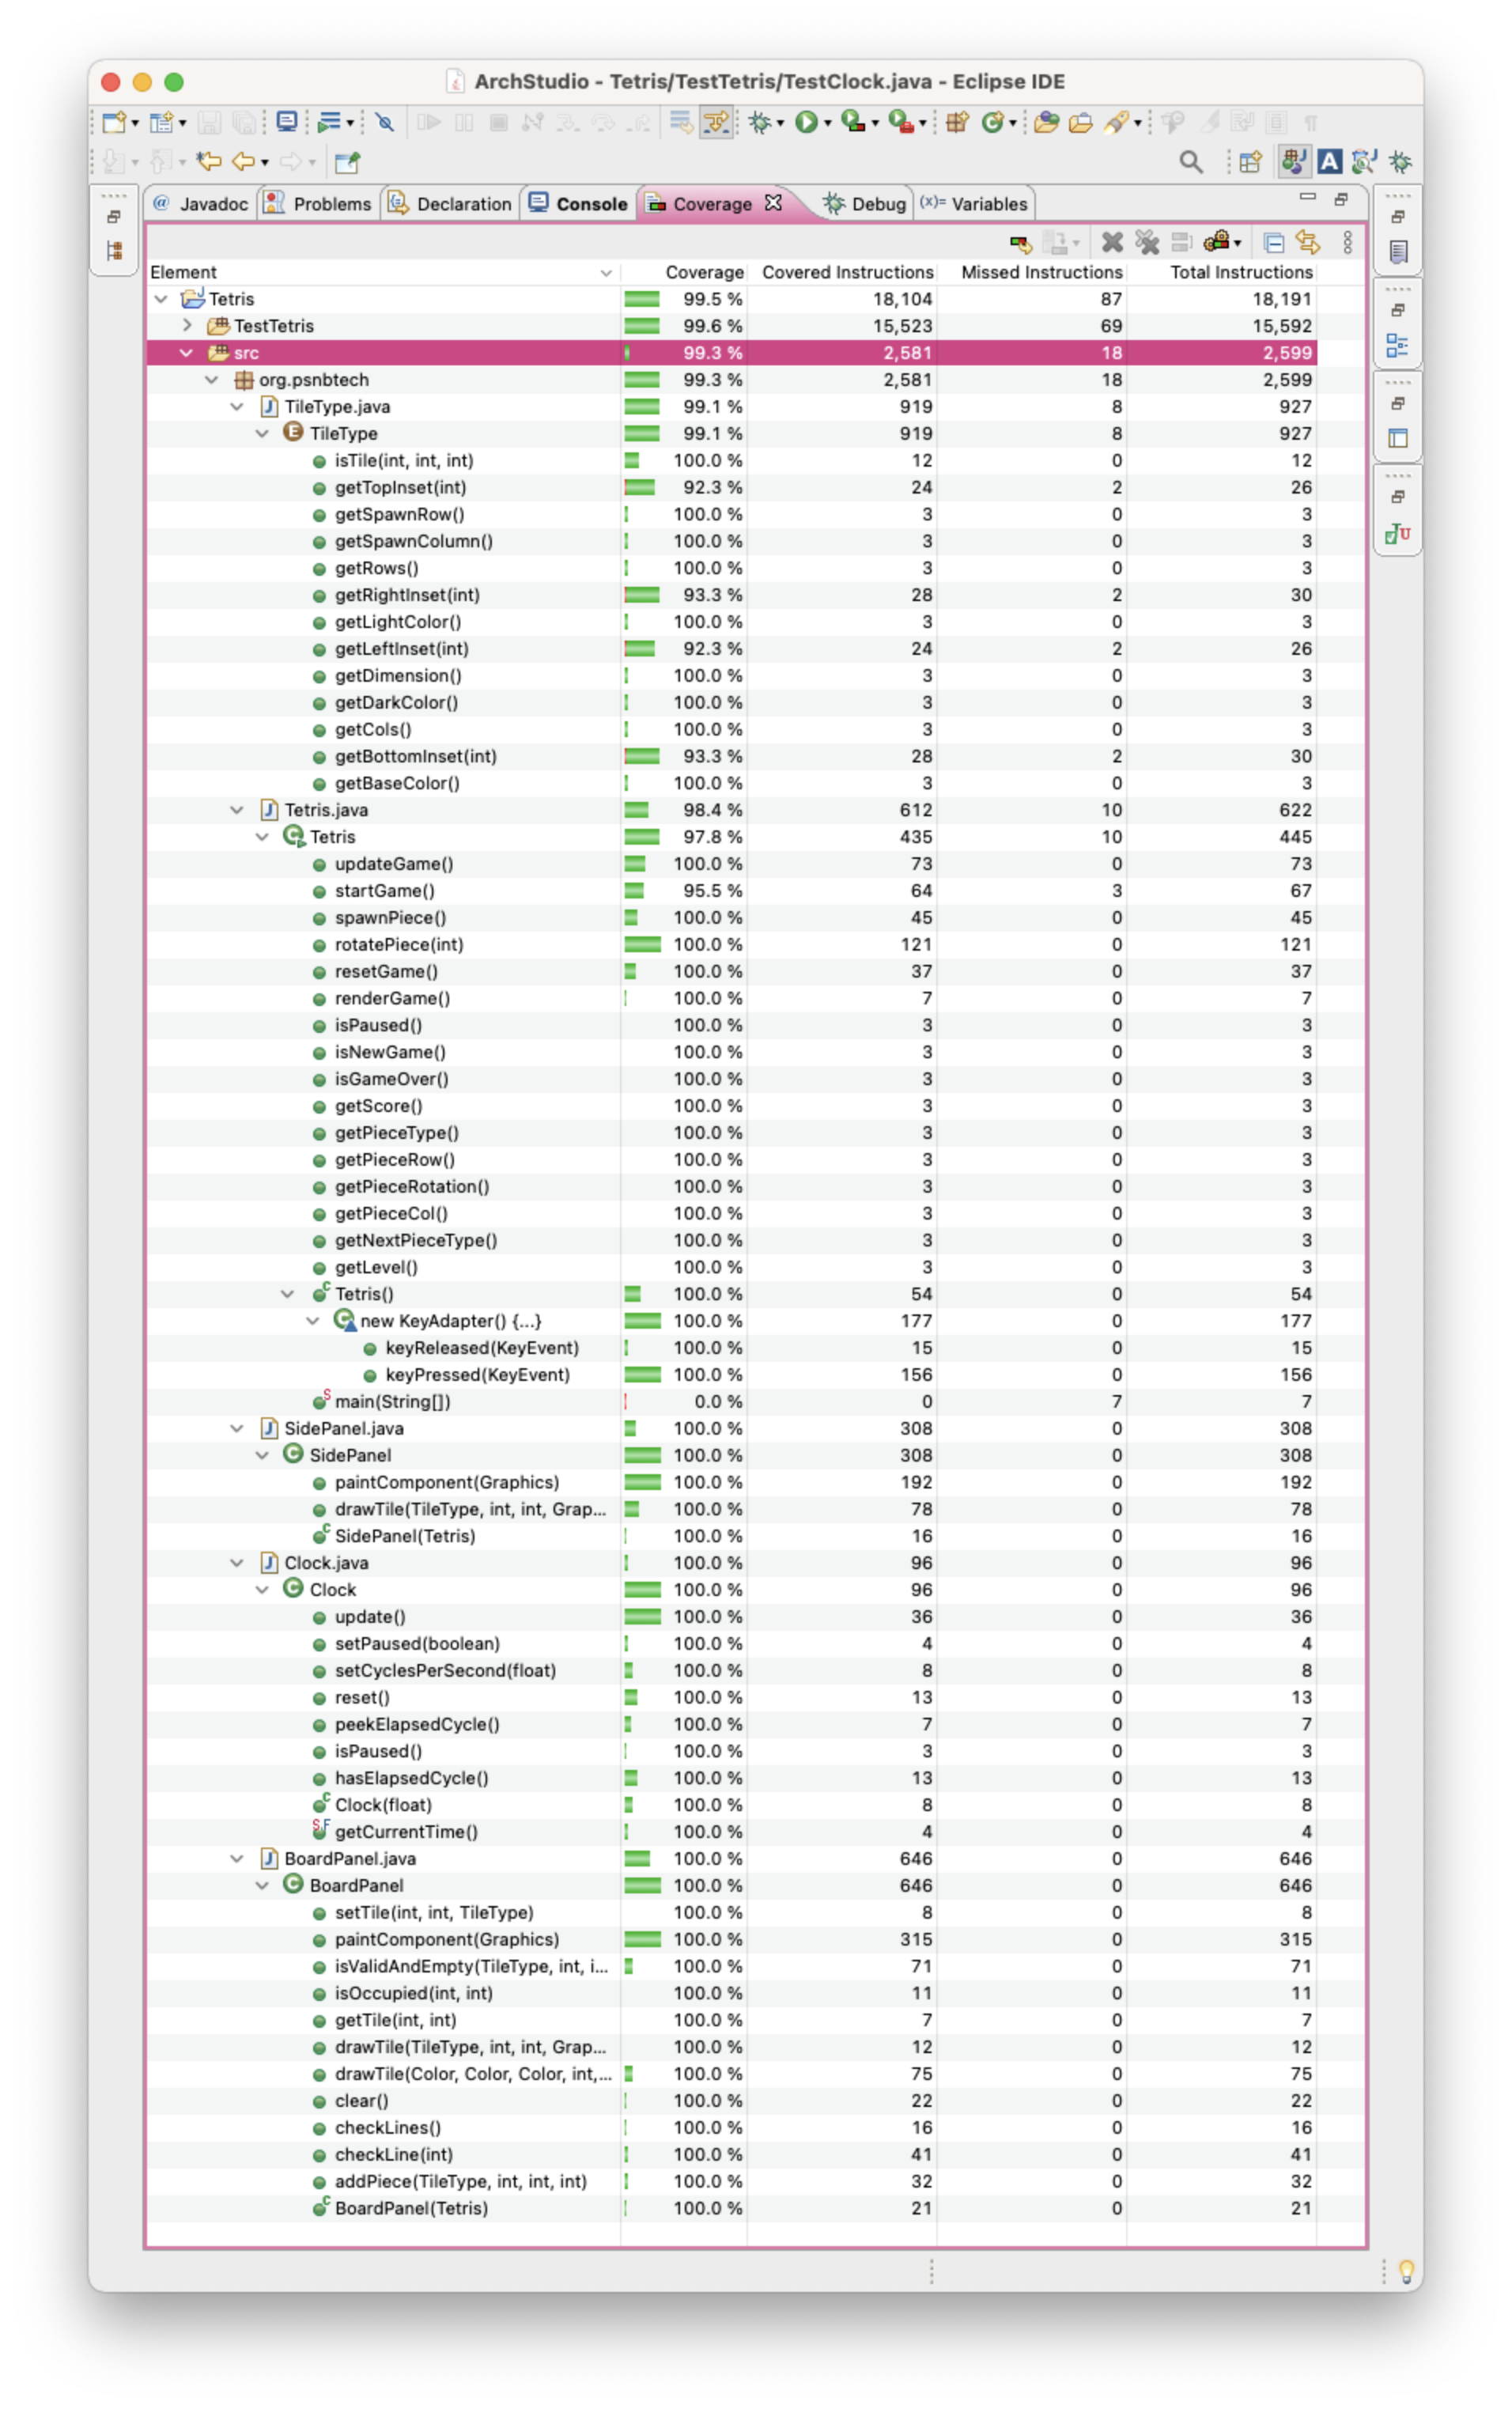 ArchStudio - Tetris/TestTetris/TestClock.java - Eclipse IDE
@ Javadoc Problems Declaration Console Coverage Debug (x)= Variables
Element Coverage Covered Instructions Missed Instructions Total Instructions
Tetris 99.5 % 18,104 87 18,191
TestTetris 99.6 % 15,523 69 15,592
src 99.3 % 2,581 18 2,599
org.psnbtech 99.3 % 2,581 18 2,599
TileType.java 99.1 % 919 8 927
TileType 99.1 % 919 8 927
isTile(int, int, int) 100.0 % 12 0 12
getTopInset(int) 92.3 % 24 2 26
getSpawnRow() 100.0 % 3 0 3
getSpawnColumn() 100.0 % 3 0 3
getRows() 100.0 % 3 0 3
getRightInset(int) 93.3 % 28 2 30
getLightColor() 100.0 % 3 0 3
getLeftInset(int) 92.3 % 24 2 26
getDimension() 100.0 % 3 0 3
getDarkColor() 100.0 % 3 0 3
getCols() 100.0 % 3 0 3
getBottomInset(int) 93.3 % 28 2 30
getBaseColor() 100.0 % 3 0 3
Tetris.java 98.4 % 612 10 622
Tetris 97.8 % 435 10 445
updateGame() 100.0 % 73 0 73
startGame() 95.5 % 64 3 67
spawnPiece() 100.0 % 45 0 45
rotatePiece(int) 100.0 % 121 0 121
resetGame() 100.0 % 37 0 37
renderGame() 100.0 % 7 0 7
isPaused() 100.0 % 3 0 3
isNewGame() 100.0 % 3 0 3
isGameOver() 100.0 % 3 0 3
getScore() 100.0 % 3 0 3
getPieceType() 100.0 % 3 0 3
getPieceRow() 100.0 % 3 0 3
getPieceRotation() 100.0 % 3 0 3
getPieceCol() 100.0 % 3 0 3
getNextPieceType() 100.0 % 3 0 3
getLevel() 100.0 % 3 0 3
Tetris() 100.0 % 54 0 54
new KeyAdapter() {...} 100.0 % 177 0 177
keyReleased(KeyEvent) 100.0 % 15 0 15
keyPressed(KeyEvent) 100.0 % 156 0 156
main(String[]) 0.0 % 0 7 7
SidePanel.java 100.0 % 308 0 308
SidePanel 100.0 % 308 0 308
paintComponent(Graphics) 100.0 % 192 0 192
drawTile(TileType, int, int, Grap... 100.0 % 78 0 78
SidePanel(Tetris) 100.0 % 16 0 16
Clock.java 100.0 % 96 0 96
Clock 100.0 % 96 0 96
update() 100.0 % 36 0 36
setPaused(boolean) 100.0 % 4 0 4
setCyclesPerSecond(float) 100.0 % 8 0 8
reset() 100.0 % 13 0 13
peekElapsedCycle() 100.0 % 7 0 7
isPaused() 100.0 % 3 0 3
hasElapsedCycle() 100.0 % 13 0 13
Clock(float) 100.0 % 8 0 8
getCurrentTime() 100.0 % 4 0 4
BoardPanel.java 100.0 % 646 0 646
BoardPanel 100.0 % 646 0 646
setTile(int, int, TileType) 100.0 % 8 0 8
paintComponent(Graphics) 100.0 % 315 0 315
isValidAndEmpty(TileType, int, i... 100.0 % 71 0 71
isOccupied(int, int) 100.0 % 11 0 11
getTile(int, int) 100.0 % 7 0 7
drawTile(TileType, int, int, Grap... 100.0 % 12 0 12
drawTile(Color, Color, Color, int,... 100.0 % 75 0 75
clear() 100.0 % 22 0 22
checkLines() 100.0 % 16 0 16
checkLine(int) 100.0 % 41 0 41
addPiece(TileType, int, int, int) 100.0 % 32 0 32
BoardPanel(Tetris) 100.0 % 21 0 21